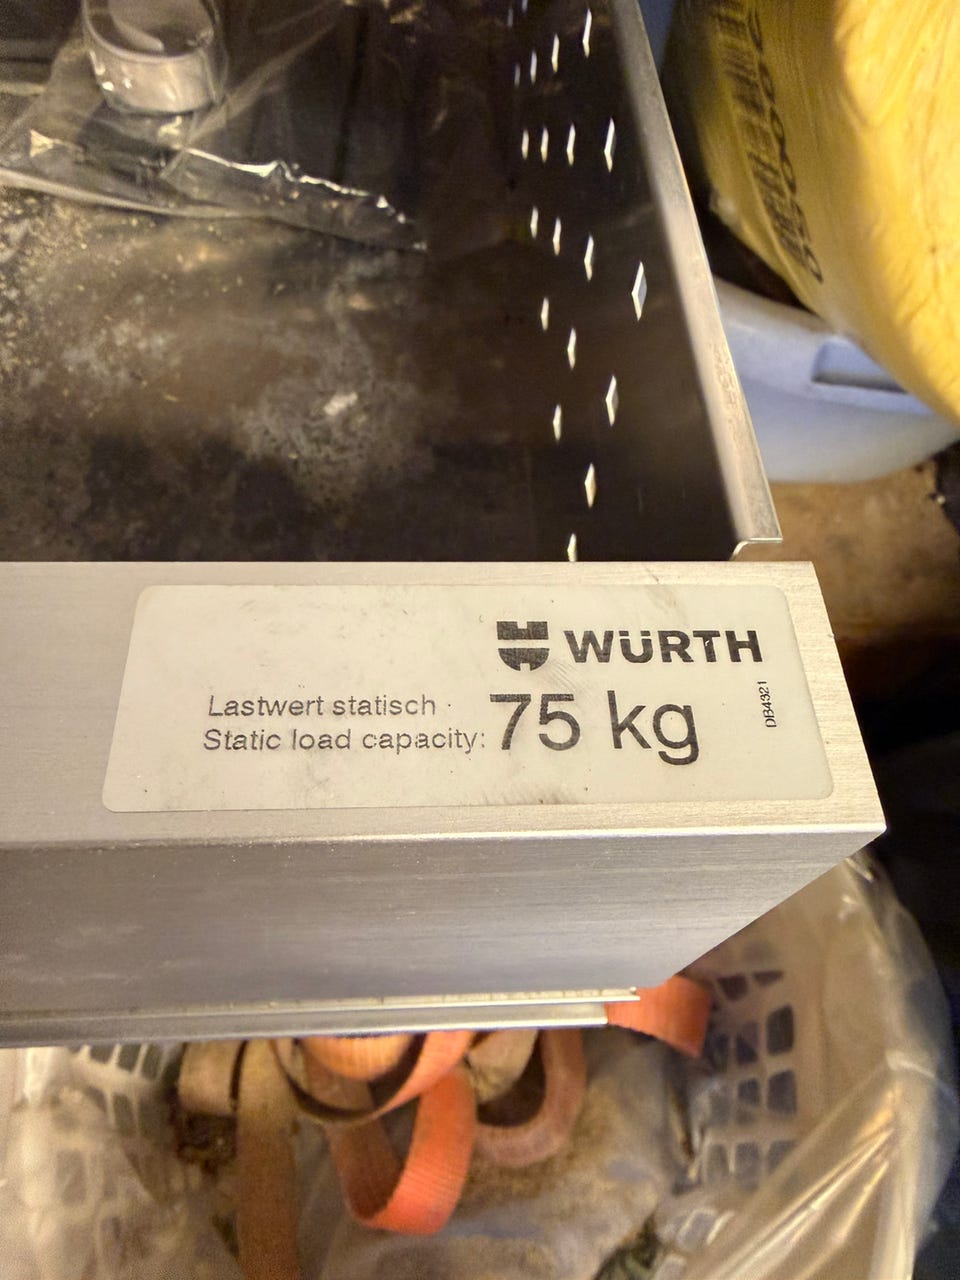 WÜRTH
Lastwert statisch
Static load capacity: 75 kg
DB4321